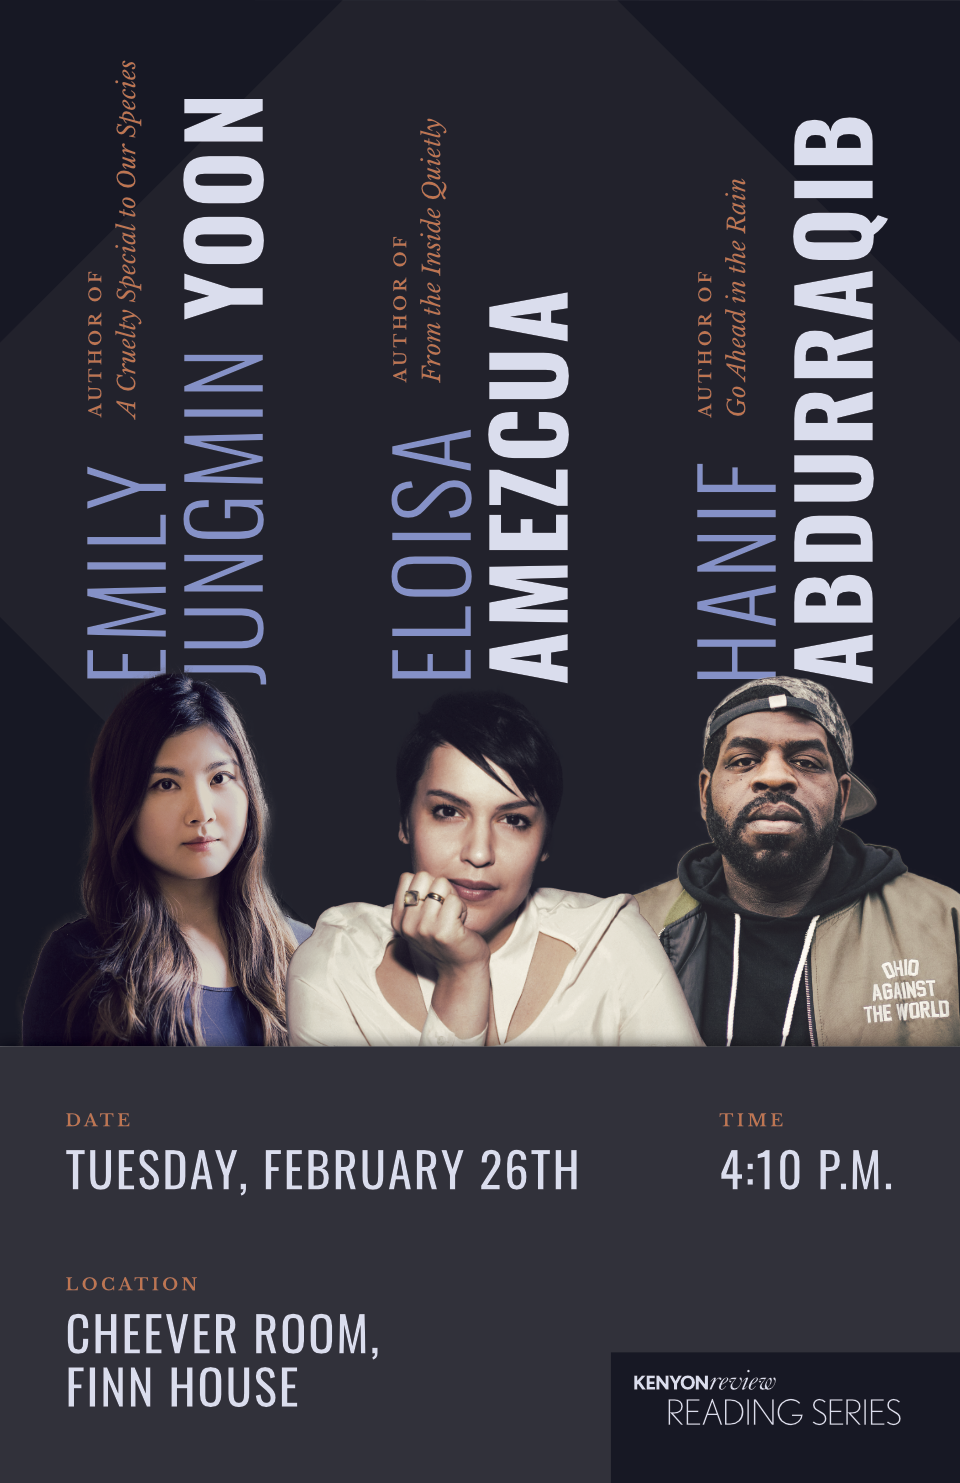 EMILY
JUNGMIN YOON
AUTHOR OF
A Cruelty Special to Our Species
ELOISA
AMEZCUA
AUTHOR OF
From the Inside Quietly
HANIF
ABDURRAQIB
AUTHOR OF
Go Ahead in the Rain
OHIO
AGAINST
THE WORLD
DATE
TUESDAY, FEBRUARY 26TH
TIME
4:10 P.M.
LOCATION
CHEEVER ROOM,
FINN HOUSE
KENYONreview
READING SERIES